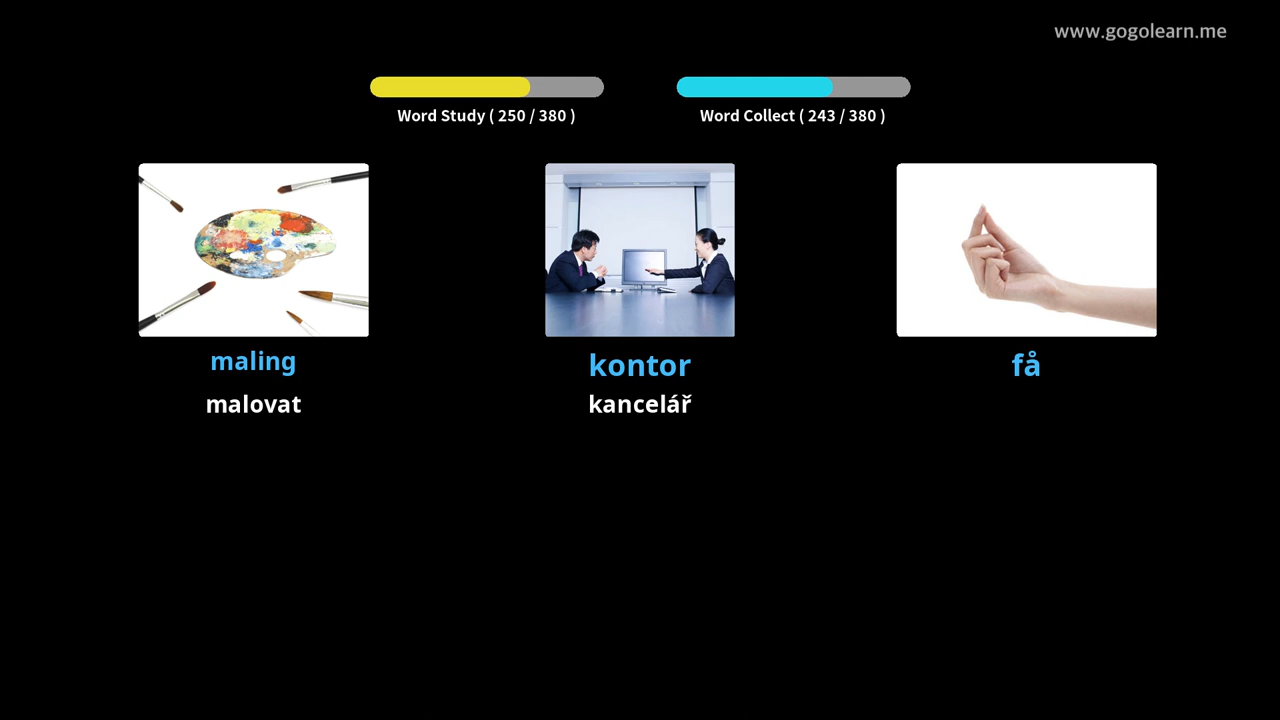 www.gogolearn.me
Word Study ( 250 / 380 )
Word Collect ( 243 / 380 )
maling
kontor
få
malovat
kancelář